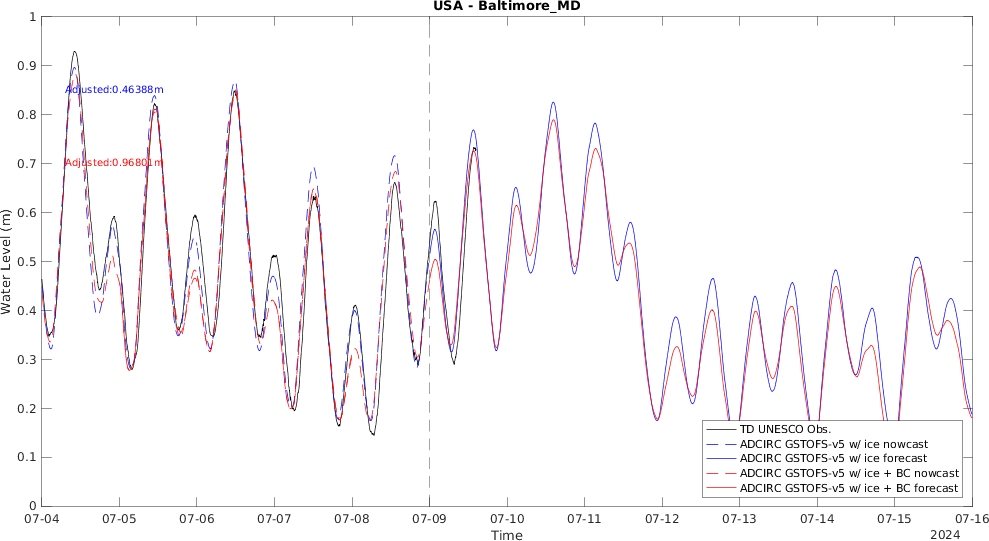 USA - Baltimore_MD
1
0.9
0.8
0.7
0.6
0.5
0.4
0.3
0.2
0.1
0
Water Level (m)
Adjusted:0.46388m
Adjusted:0.96801m
TD UNESCO Obs.
ADCIRC GSTOFS-v5 w/ ice nowcast
ADCIRC GSTOFS-v5 w/ ice forecast
ADCIRC GSTOFS-v5 w/ ice + BC nowcast
ADCIRC GSTOFS-v5 w/ ice + BC forecast
07-04 07-05 07-06 07-07 07-08 07-09 07-10 07-11 07-12 07-13 07-14 07-15 07-16
Time
2024